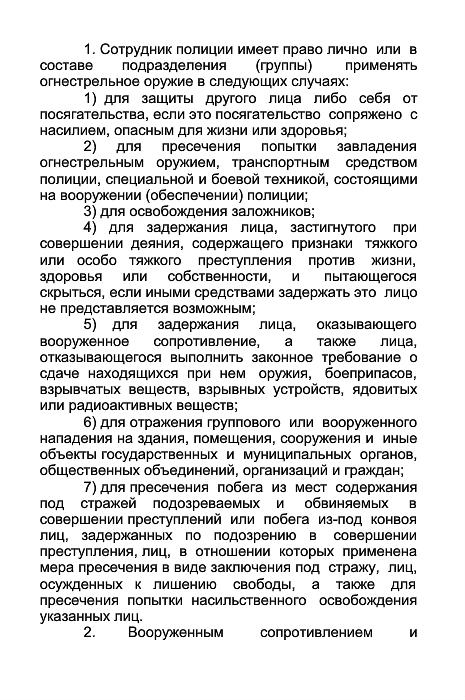 1. Сотрудник полиции имеет право лично или в
составе подразделения (группы) применять
огнестрельное оружие в следующих случаях:
1) для защиты другого лица либо себя от
посягательства, если это посягательство сопряжено с
насилием, опасным для жизни или здоровья;
2) для пресечения попытки завладения
огнестрельным оружием, транспортным средством
полиции, специальной и боевой техникой, состоящими
на вооружении (обеспечении) полиции;
3) для освобождения заложников;
4) для задержания лица, застигнутого при
совершении деяния, содержащего признаки тяжкого
или особо тяжкого преступления против жизни,
здоровья или собственности, и пытающегося
скрыться, если иными средствами задержать это лицо
не представляется возможным;
5) для задержания лица, оказывающего
вооруженное сопротивление, а также лица,
отказывающегося выполнить законное требование о
сдаче находящихся при нем оружия, боеприпасов,
взрывчатых веществ, взрывных устройств, ядовитых
или радиоактивных веществ;
6) для отражения группового или вооруженного
нападения на здания, помещения, сооружения и иные
объекты государственных и муниципальных органов,
общественных объединений, организаций и граждан;
7) для пресечения побега из мест содержания
под стражей подозреваемых и обвиняемых в
совершении преступлений или побега из-под конвоя
лиц, задержанных по подозрению в совершении
преступления, лиц, в отношении которых применена
мера пресечения в виде заключения под стражу, лиц,
осужденных к лишению свободы, а также для
пресечения попытки насильственного освобождения
указанных лиц.
2. Вооруженным сопротивлением и